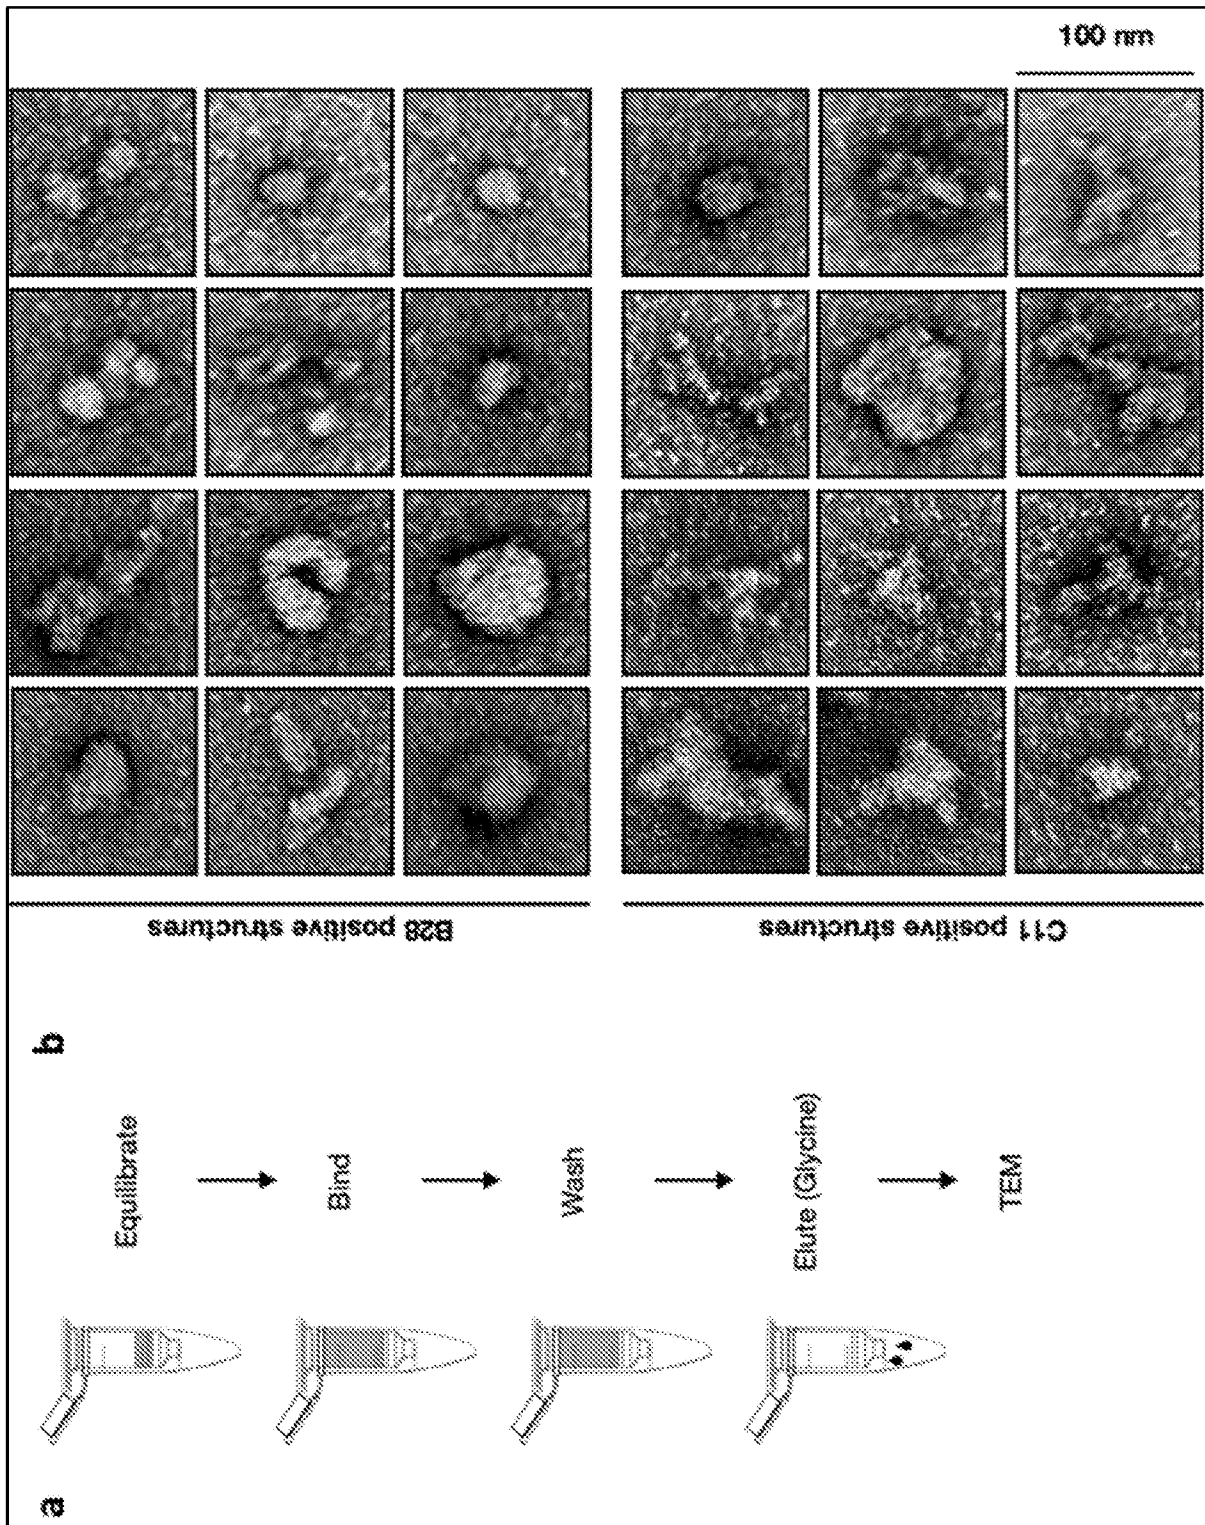 a
Equilibrate
Bind
Wash
Elute (Glycine)
TEM
b
B28 positive structures
C11 positive structures
100 nm